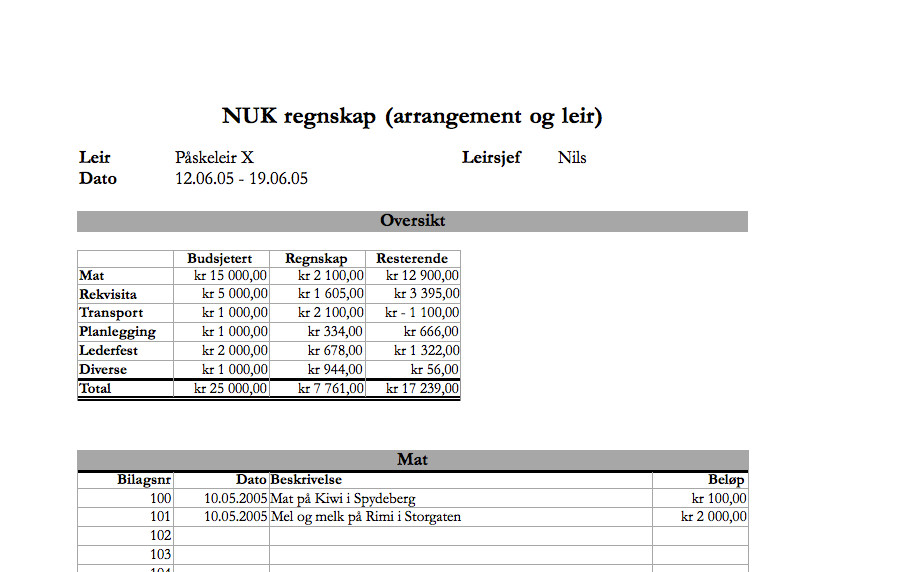 NUK regnskap (arrangement og leir)
Leir Påskeleir X Leirsjef Nils
Dato 12.06.05 - 19.06.05
Oversikt
Budsjetert Regnskap Resterende
Mat kr 15 000,00 kr 2 100,00 kr 12 900,00
Rekvisita kr 5 000,00 kr 1 605,00 kr 3 395,00
Transport kr 1 000,00 kr 2 100,00 kr - 1 100,00
Planlegging kr 1 000,00 kr 334,00 kr 666,00
Lederfest kr 2 000,00 kr 678,00 kr 1 322,00
Diverse kr 1 000,00 kr 944,00 kr 56,00
Total kr 25 000,00 kr 7 761,00 kr 17 239,00
Mat
Bilagsnr Dato Beskrivelse Beløp
100 10.05.2005 Mat på Kiwi i Spydeberg kr 100,00
101 10.05.2005 Mel og melk på Rimi i Storgaten kr 2 000,00
102
103